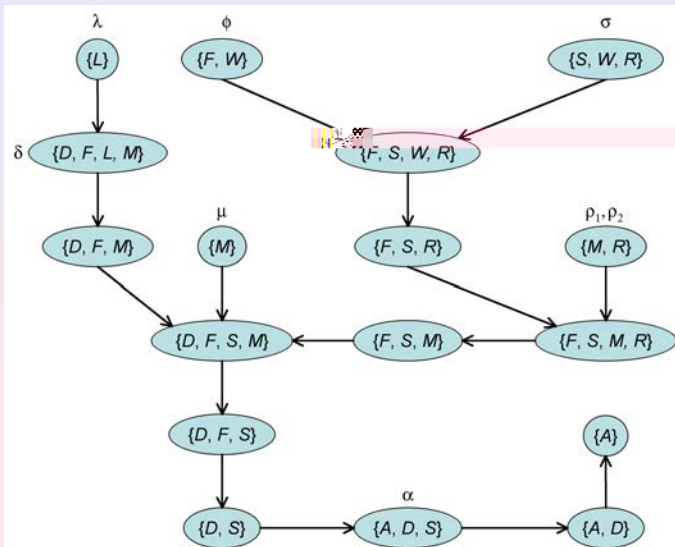 λ φ σ
{L} {F, W} {S, W, R}
δ {D, F, L, M} {F, S, W, R}
μ ρ₁, ρ₂
{D, F, M} {M} {F, S, R} {M, R}
{D, F, S, M} {F, S, M} {F, S, M, R}
{D, F, S} {A}
α
{D, S} {A, D, S} {A, D}